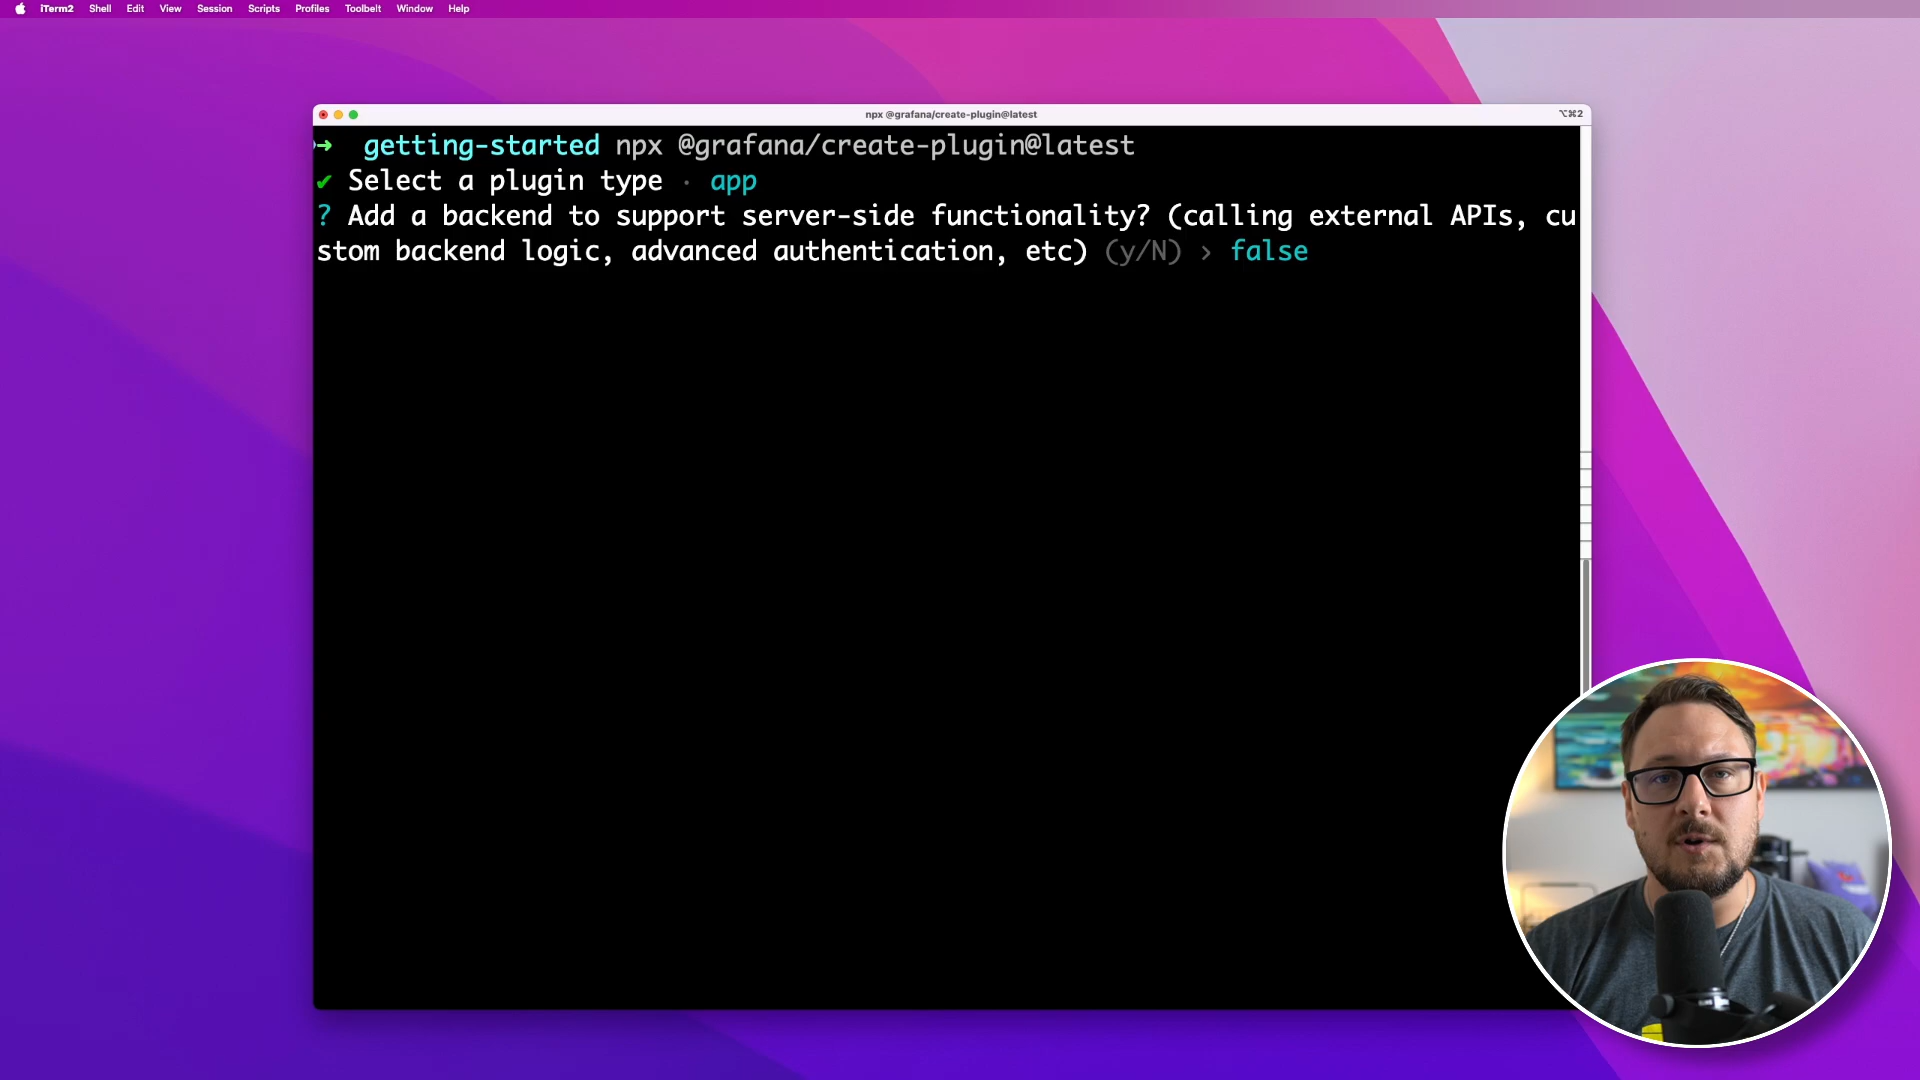 iTerm2 Shell Edit View Session Scripts Profiles Toolbelt Window Help
npx @grafana/create-plugin@latest ⌥⌘2
➜ getting-started npx @grafana/create-plugin@latest
✔ Select a plugin type · app
? Add a backend to support server-side functionality? (calling external APIs, cu
stom backend logic, advanced authentication, etc) (y/N) › false